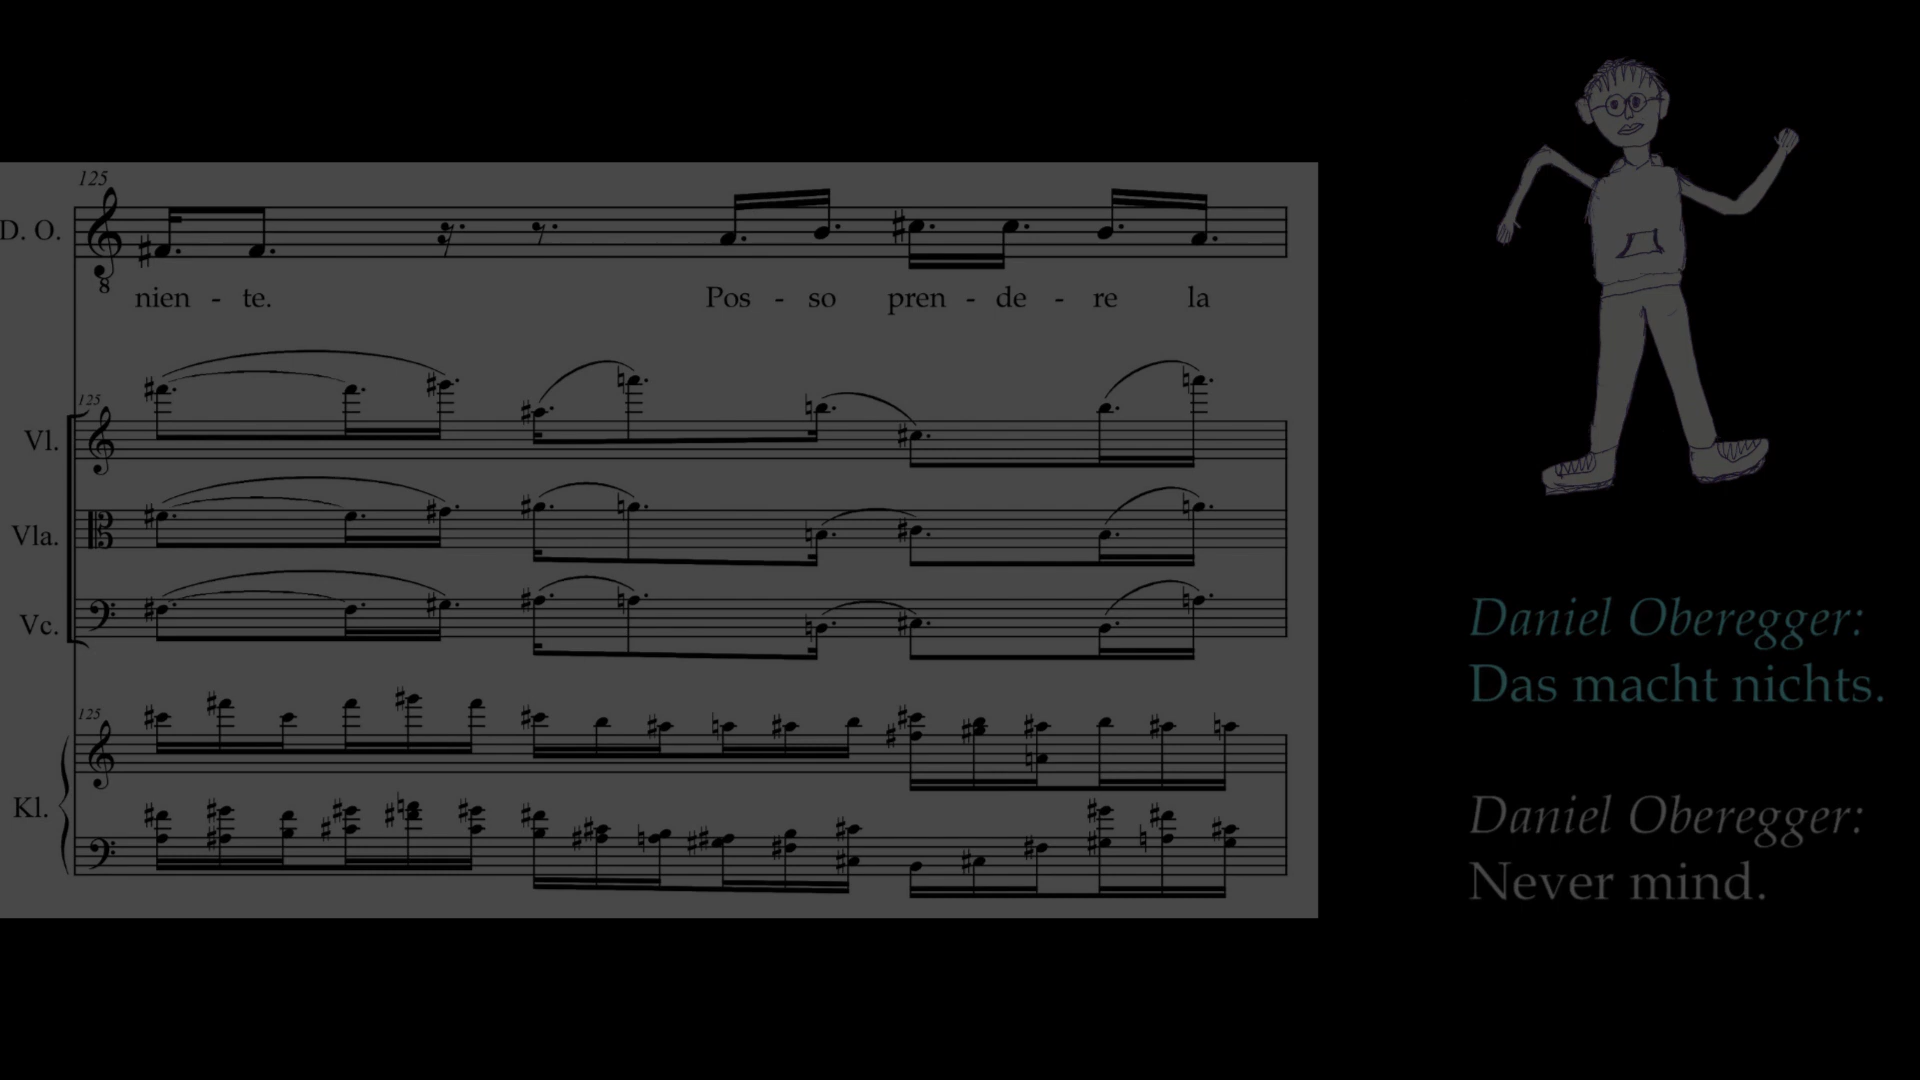 125
D. O.
8
nien - te. Pos - so pren - de - re la
125
Vl.
Vla.
Vc.
125
Kl.
Daniel Oberegger:
Das macht nichts.
Daniel Oberegger:
Never mind.